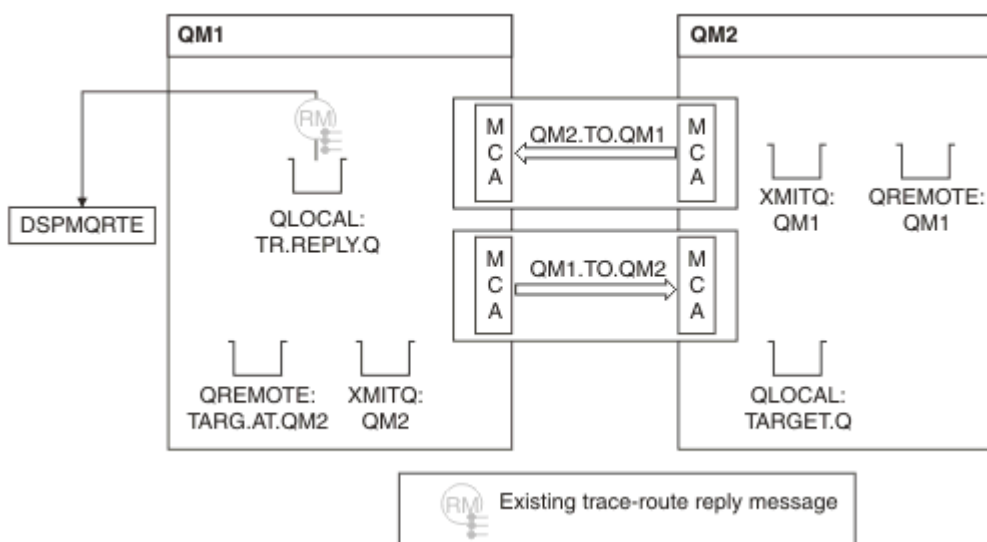 QM1
QM2
RM
M
C
A
QM2.TO.QM1
M
C
A
DSPMQRTE
QLOCAL:
TR.REPLY.Q
XMITQ:
QM1
QREMOTE:
QM1
M
C
A
QM1.TO.QM2
M
C
A
QREMOTE:
TARG.AT.QM2
XMITQ:
QM2
QLOCAL:
TARGET.Q
RM
Existing trace-route reply message